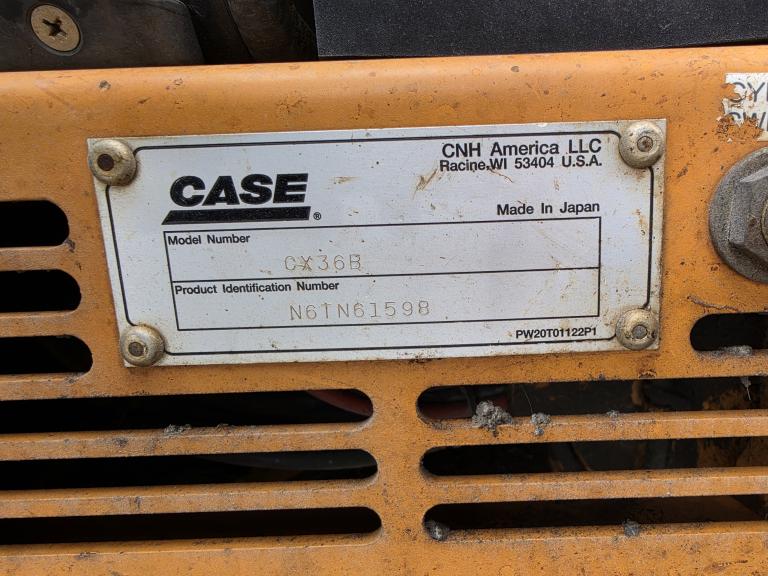 CNH America LLC
Racine, WI 53404 U.S.A.
CASE®
Made In Japan
Model Number
CX36B
Product Identification Number
N6TN61598
PW20T01122P1